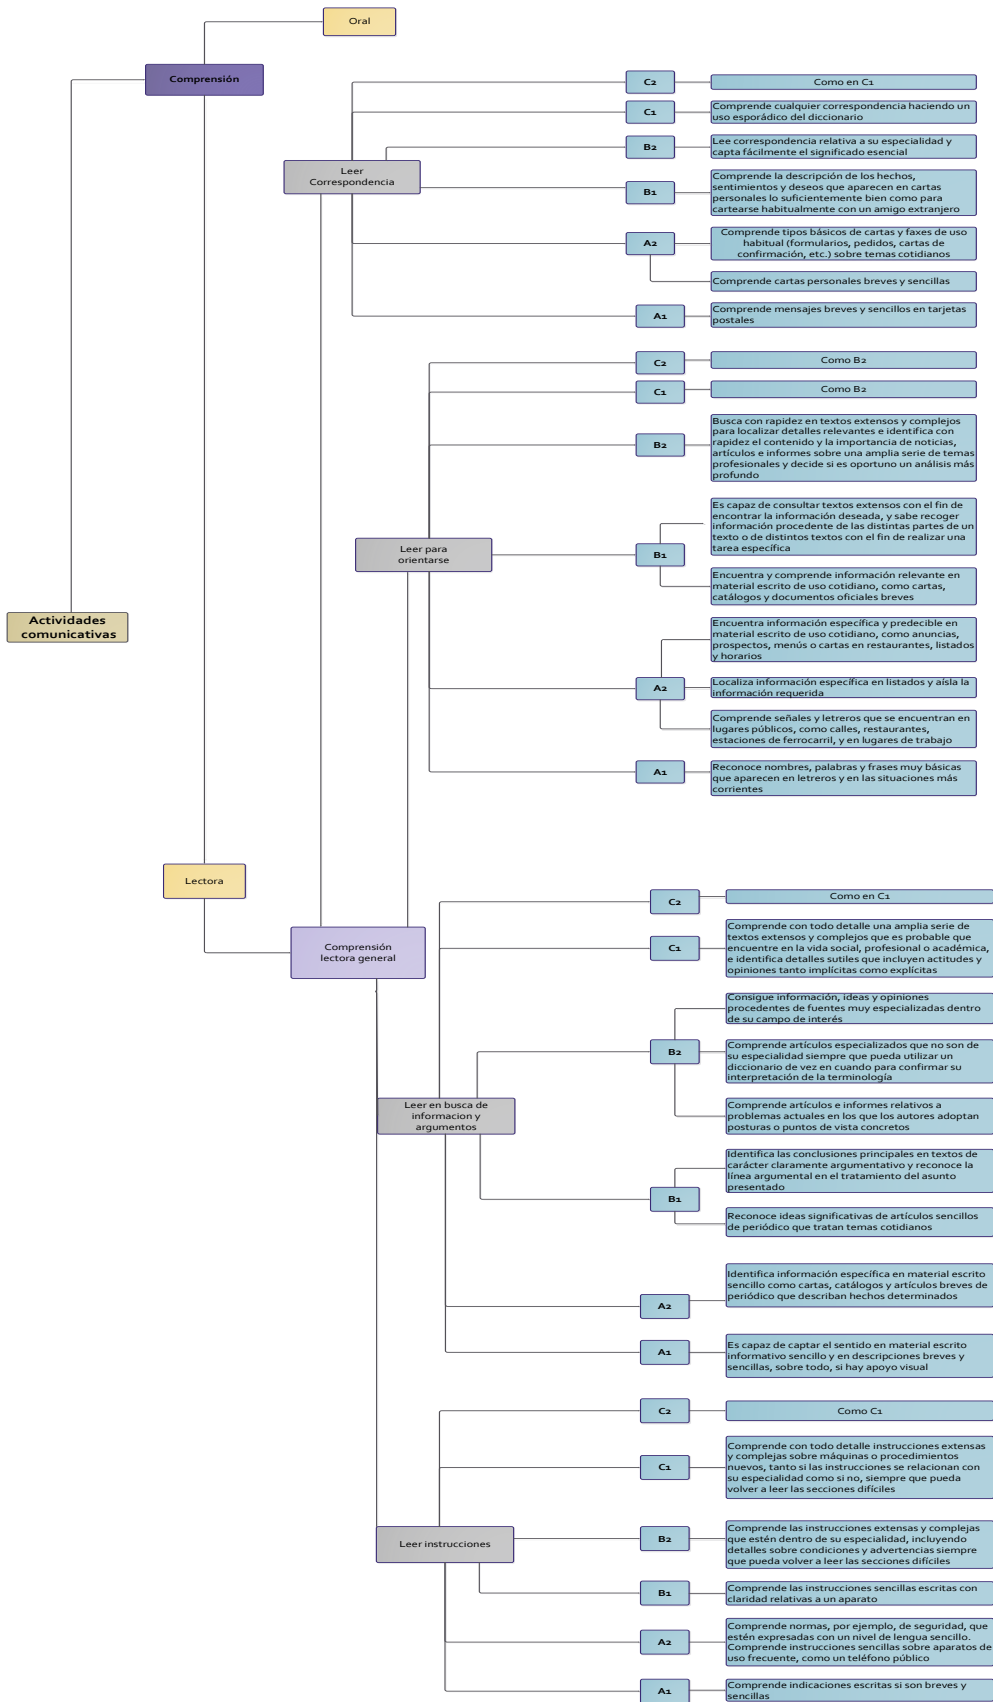 Oral
Comprensión
Actividades
comunicativas
Lectora
Comprensión
lectora general
Leer
Correspondencia
C2
Como en C1
C1
Comprende cualquier correspondencia haciendo un
uso esporádico del diccionario
B2
Lee correspondencia relativa a su especialidad y
capta fácilmente el significado esencial
B1
Comprende la descripción de los hechos,
sentimientos y deseos que aparecen en cartas
personales lo suficientemente bien como para
cartearse habitualmente con un amigo extranjero
A2
Comprende tipos básicos de cartas y faxes de uso
habitual (formularios, pedidos, cartas de
confirmación, etc.) sobre temas cotidianos
Comprende cartas personales breves y sencillas
A1
Comprende mensajes breves y sencillos en tarjetas
postales
Leer para
orientarse
C2
Como B2
C1
Como B2
B2
Busca con rapidez en textos extensos y complejos
para localizar detalles relevantes e identifica con
rapidez el contenido y la importancia de noticias,
artículos e informes sobre una amplia serie de temas
profesionales y decide si es oportuno un análisis más
profundo
B1
Es capaz de consultar textos extensos con el fin de
encontrar la información deseada, y sabe recoger
información procedente de las distintas partes de un
texto o de distintos textos con el fin de realizar una
tarea específica
Encuentra y comprende información relevante en
material escrito de uso cotidiano, como cartas,
catálogos y documentos oficiales breves
A2
Encuentra información específica y predecible en
material escrito de uso cotidiano, como anuncias,
prospectos, menús o cartas en restaurantes, listados
y horarios
Localiza información específica en listados y aísla la
información requerida
Comprende señales y letreros que se encuentran en
lugares públicos, como calles, restaurantes,
estaciones de ferrocarril, y en lugares de trabajo
A1
Reconoce nombres, palabras y frases muy básicas
que aparecen en letreros y en las situaciones más
corrientes
Leer en busca de
informacion y
argumentos
C2
Como en C1
C1
Comprende con todo detalle una amplia serie de
textos extensos y complejos que es probable que
encuentre en la vida social, profesional o académica,
e identifica detalles sutiles que incluyen actitudes y
opiniones tanto implícitas como explícitas
B2
Consigue información, ideas y opiniones
procedentes de fuentes muy especializadas dentro
de su campo de interés
Comprende artículos especializados que no son de
su especialidad siempre que pueda utilizar un
diccionario de vez en cuando para confirmar su
interpretación de la terminología
Comprende artículos e informes relativos a
problemas actuales en los que los autores adoptan
posturas o puntos de vista concretos
B1
Identifica las conclusiones principales en textos de
carácter claramente argumentativo y reconoce la
línea argumental en el tratamiento del asunto
presentado
Reconoce ideas significativas de artículos sencillos
de periódico que tratan temas cotidianos
A2
Identifica información específica en material escrito
sencillo como cartas, catálogos y artículos breves de
periódico que describan hechos determinados
A1
Es capaz de captar el sentido en material escrito
informativo sencillo y en descripciones breves y
sencillas, sobre todo, si hay apoyo visual
Leer instrucciones
C2
Como C1
C1
Comprende con todo detalle instrucciones extensas
y complejas sobre máquinas o procedimientos
nuevos, tanto si las instrucciones se relacionan con
su especialidad como si no, siempre que pueda
volver a leer las secciones difíciles
B2
Comprende las instrucciones extensas y complejas
que estén dentro de su especialidad, incluyendo
detalles sobre condiciones y advertencias siempre
que pueda volver a leer las secciones difíciles
B1
Comprende las instrucciones sencillas escritas con
claridad relativas a un aparato
A2
Comprende normas, por ejemplo, de seguridad, que
estén expresadas con un nivel de lengua sencillo.
Comprende instrucciones sencillas sobre aparatos de
uso frecuente, como un teléfono público
A1
Comprende indicaciones escritas si son breves y
sencillas